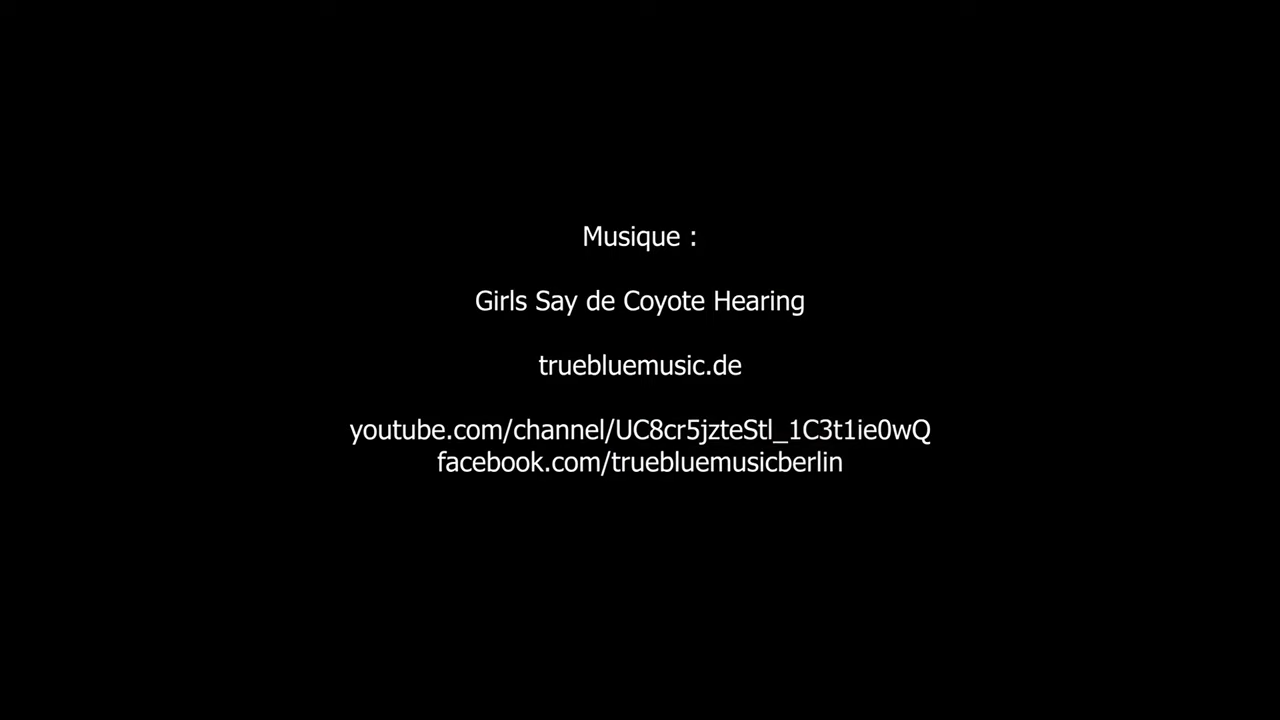 Musique :
Girls Say de Coyote Hearing
truebluemusic.de
youtube.com/channel/UC8cr5jzteStl_1C3t1ie0wQ
facebook.com/truebluemusicberlin